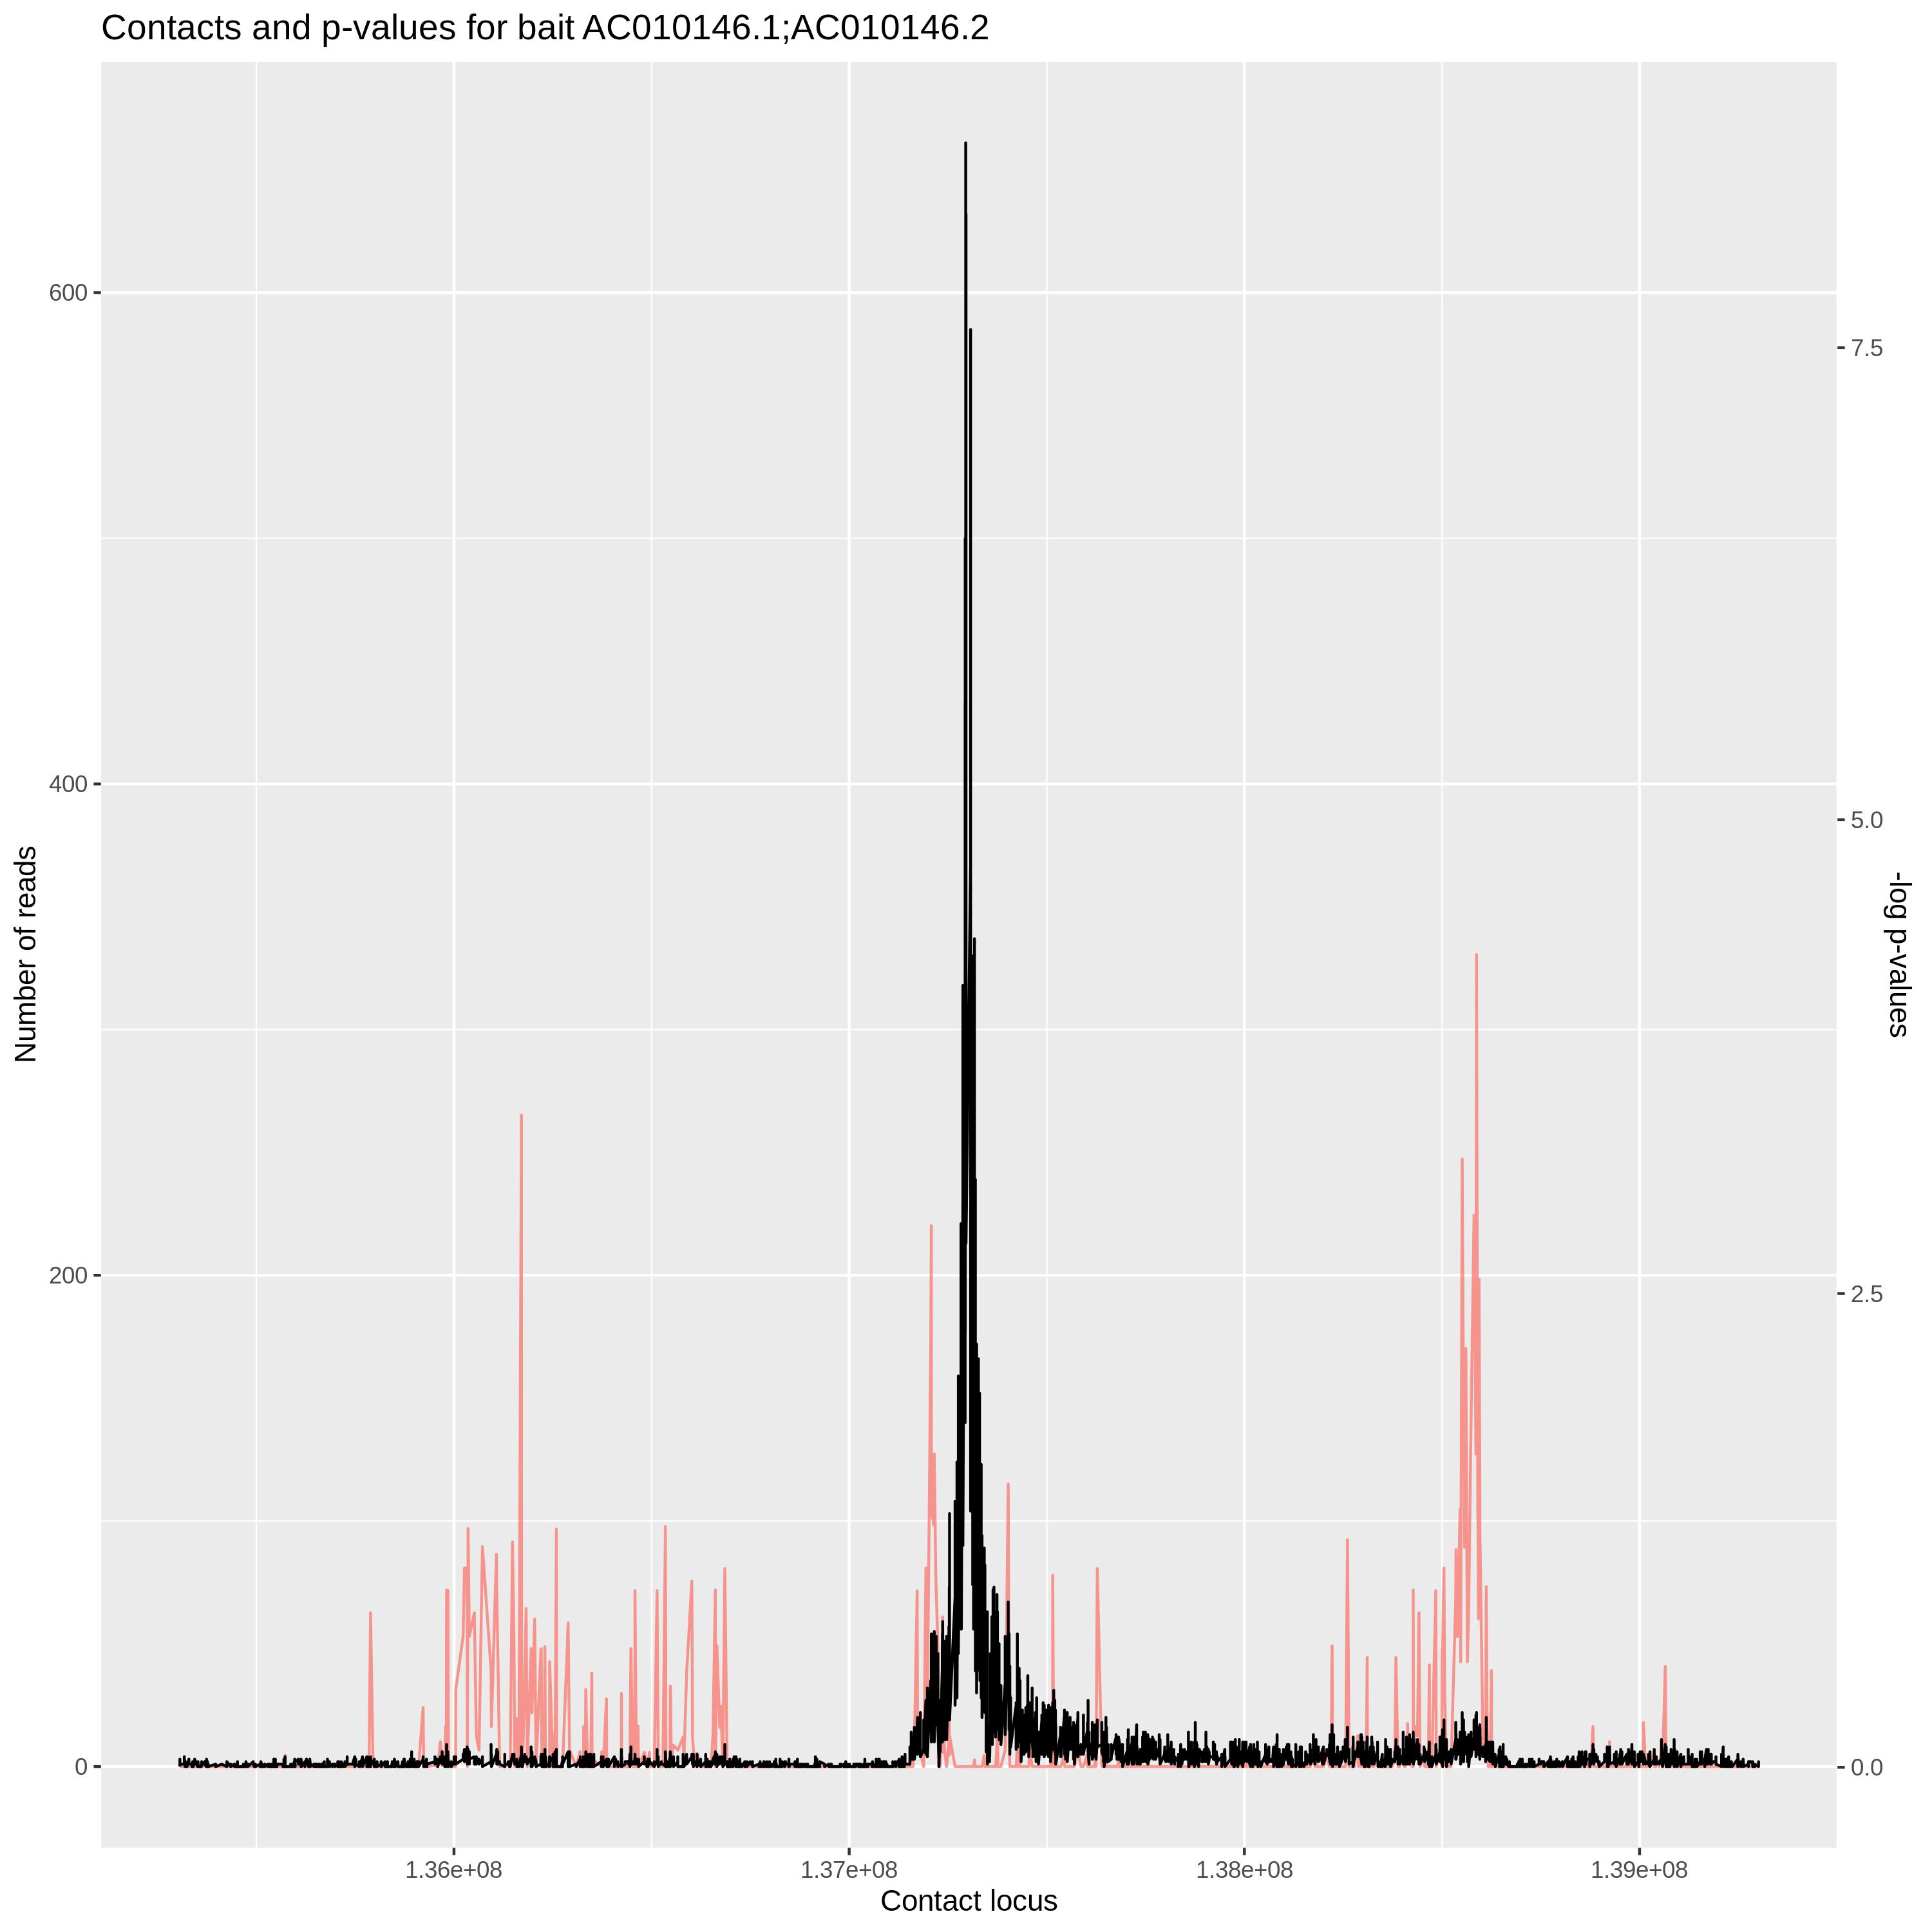 Contacts and p-values for bait AC010146.1;AC010146.2
600
400
200
0
Number of reads
7.5
5.0
2.5
0.0
-log p-values
1.36e+08
1.37e+08
1.38e+08
1.39e+08
Contact locus